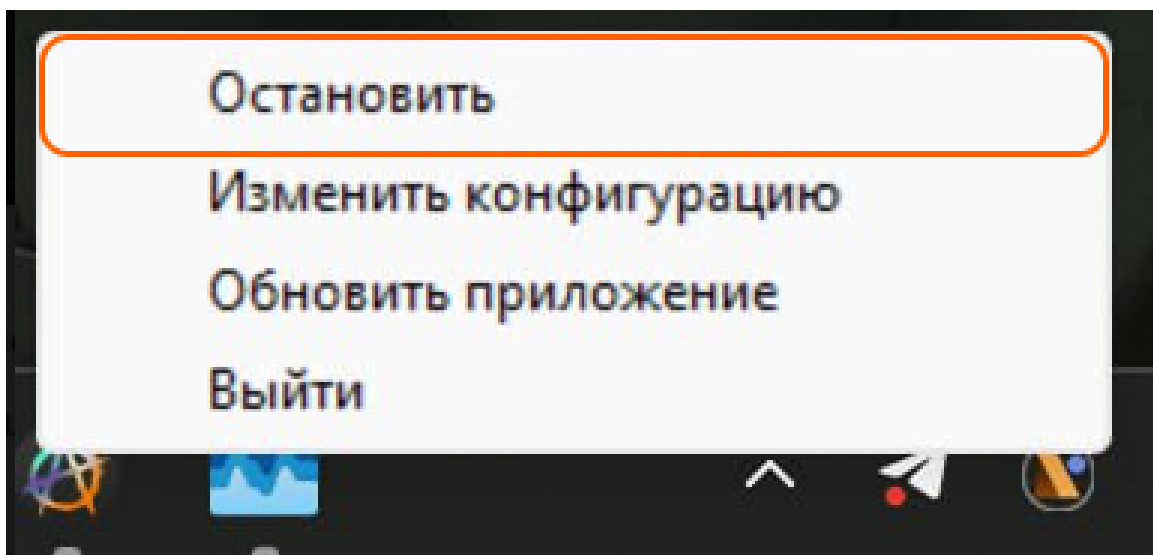 Остановить
Изменить конфигурацию
Обновить приложение
Выйти